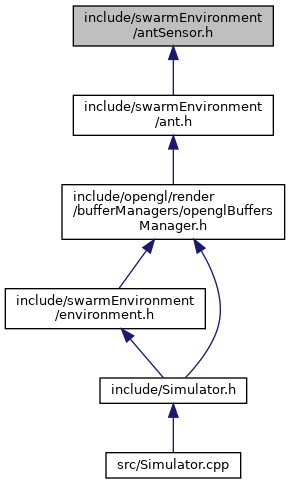 include/swarmEnvironment
/antSensor.h
include/swarmEnvironment
/ant.h
include/opengl/render
/bufferManagers/openglBuffers
Manager.h
include/swarmEnvironment
/environment.h
include/Simulator.h
src/Simulator.cpp